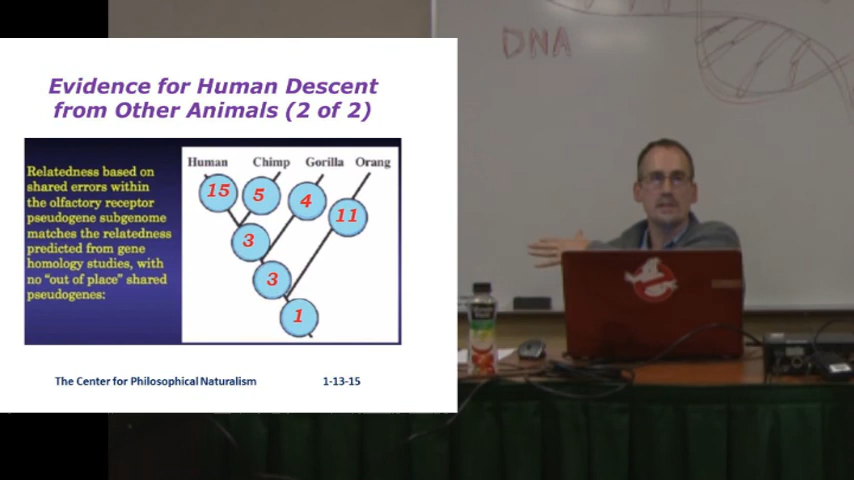 Evidence for Human Descent
from Other Animals (2 of 2)
Relatedness based on
shared errors within
the olfactory receptor
pseudogene subgenome
matches the relatedness
predicted from gene
homology studies, with
no “out of place” shared
pseudogenes:
Human Chimp Gorilla Orang
15 5 4 11
3
3
1
The Center for Philosophical Naturalism 1-13-15
DNA